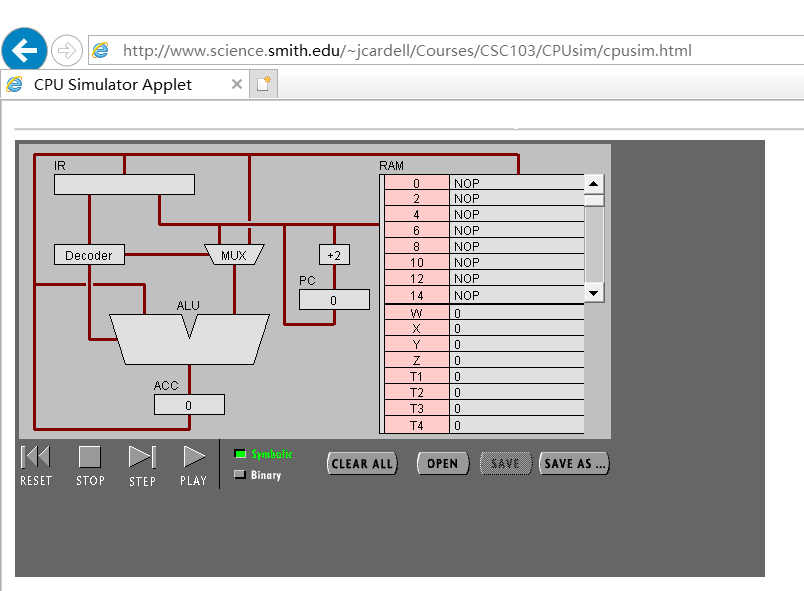 http://www.science.smith.edu/~jcardell/Courses/CSC103/CPUsim/cpusim.html
CPU Simulator Applet
IR
RAM
0 NOP
2 NOP
4 NOP
6 NOP
8 NOP
10 NOP
12 NOP
14 NOP
Decoder
MUX
+2
PC
0
ALU
W 0
X 0
Y 0
Z 0
T1 0
T2 0
T3 0
T4 0
ACC
0
Symbolic
Binary
CLEAR ALL
OPEN
SAVE
SAVE AS ...
RESET
STOP
STEP
PLAY